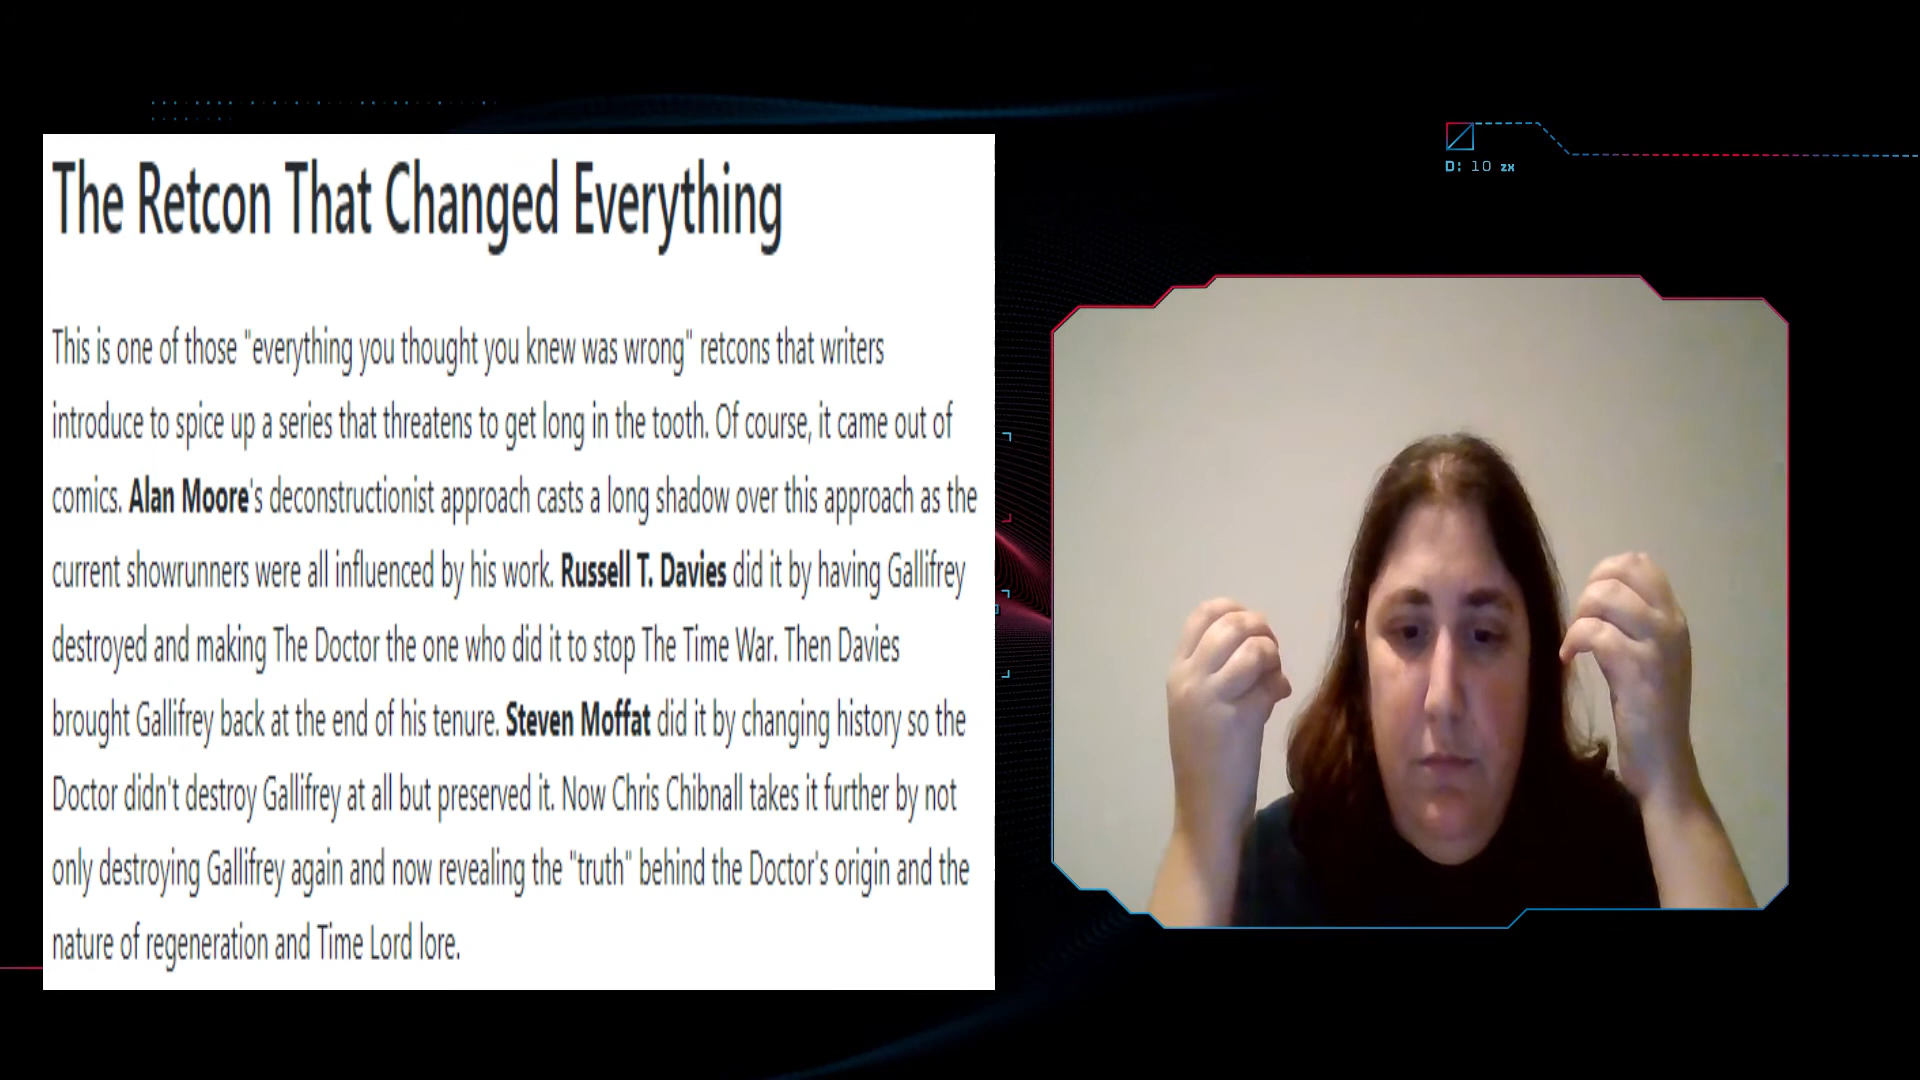 The Retcon That Changed Everything
This is one of those "everything you thought you knew was wrong" retcons that writers
introduce to spice up a series that threatens to get long in the tooth. Of course, it came out of
comics. Alan Moore's deconstructionist approach casts a long shadow over this approach as the
current showrunners were all influenced by his work. Russell T. Davies did it by having Gallifrey
destroyed and making The Doctor the one who did it to stop The Time War. Then Davies
brought Gallifrey back at the end of his tenure. Steven Moffat did it by changing history so the
Doctor didn't destroy Gallifrey at all but preserved it. Now Chris Chibnall takes it further by not
only destroying Gallifrey again and now revealing the "truth" behind the Doctor's origin and the
nature of regeneration and Time Lord lore.
D: 10 zx